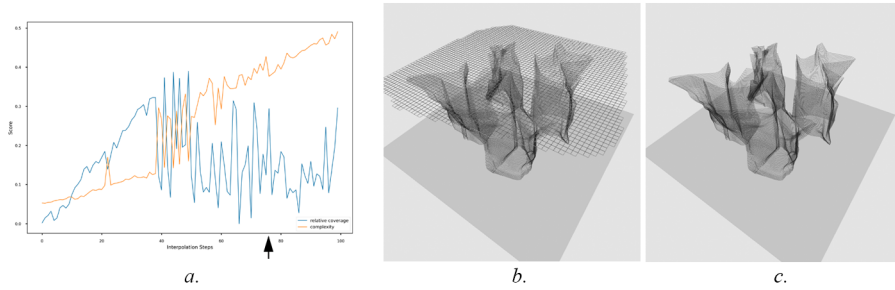 0.5
0.4
0.3
0.2
0.1
0.0
Score
0 20 40 60 80 100
Interpolation Steps
relative coverage
complexity
a. b. c.